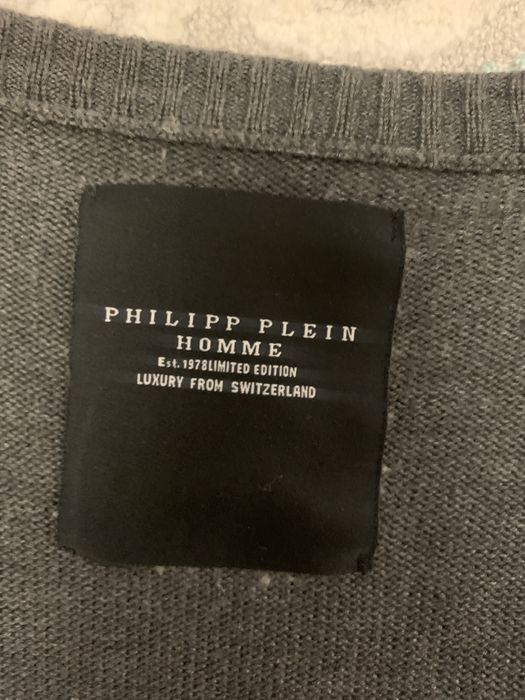 PHILIPP PLEIN
HOMME
Est. 1978LIMITED EDITION
LUXURY FROM SWITZERLAND